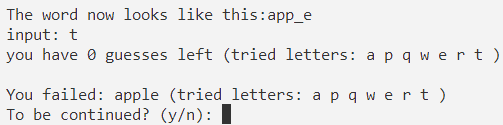 The word now looks like this:app_e
input: t
you have 0 guesses left (tried letters: a p q w e r t )
You failed: apple (tried letters: a p q w e r t )
To be continued? (y/n):